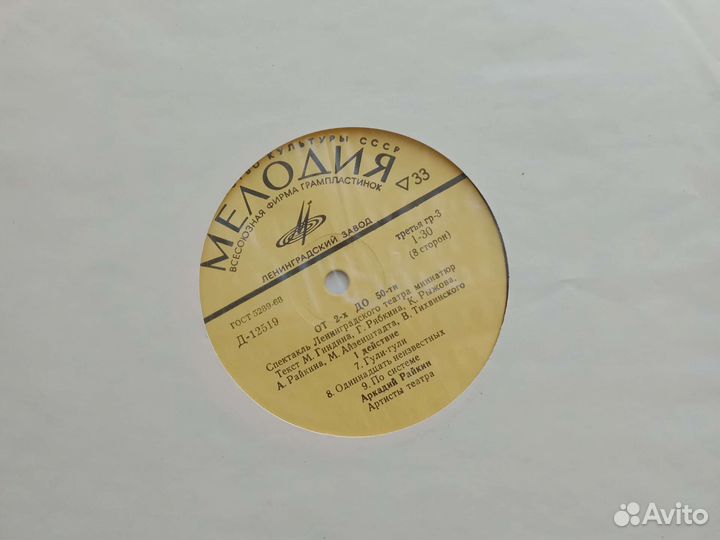 КУЛЬТУРЫ СССР
МЕЛОДИЯ
ВСЕСОЮЗНАЯ ФИРМА ГРАМПЛАСТИНОК
▽33
ЛЕНИНГРАДСКИЙ ЗАВОД
третья гр-3
1-30
(8 сторон)
ГОСТ 5289-68
Д-12519
ОТ 2-х ДО 50-ти
Спектакль Ленинградского театра миниатюр
Текст М. Гиндина, Г. Рябкина, К. Рыжова,
А. Райкина, М. Айзенштадта, В. Тихвинского
1 действие
7. Гули-гули
8. Одиннадцать неизвестных
9. По системе
Аркадий Райкин
Артисты театра
Avito